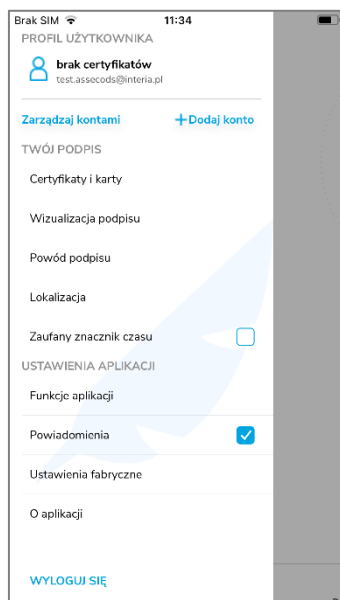 Brak SIM 11:34
PROFIL UŻYTKOWNIKA
brak certyfikatów
test.assecods@interia.pl
Zarządzaj kontami +Dodaj konto
TWÓJ PODPIS
Certyfikaty i karty
Wizualizacja podpisu
Powód podpisu
Lokalizacja
Zaufany znacznik czasu
USTAWIENIA APLIKACJI
Funkcje aplikacji
Powiadomienia
Ustawienia fabryczne
O aplikacji
WYLOGUJ SIĘ